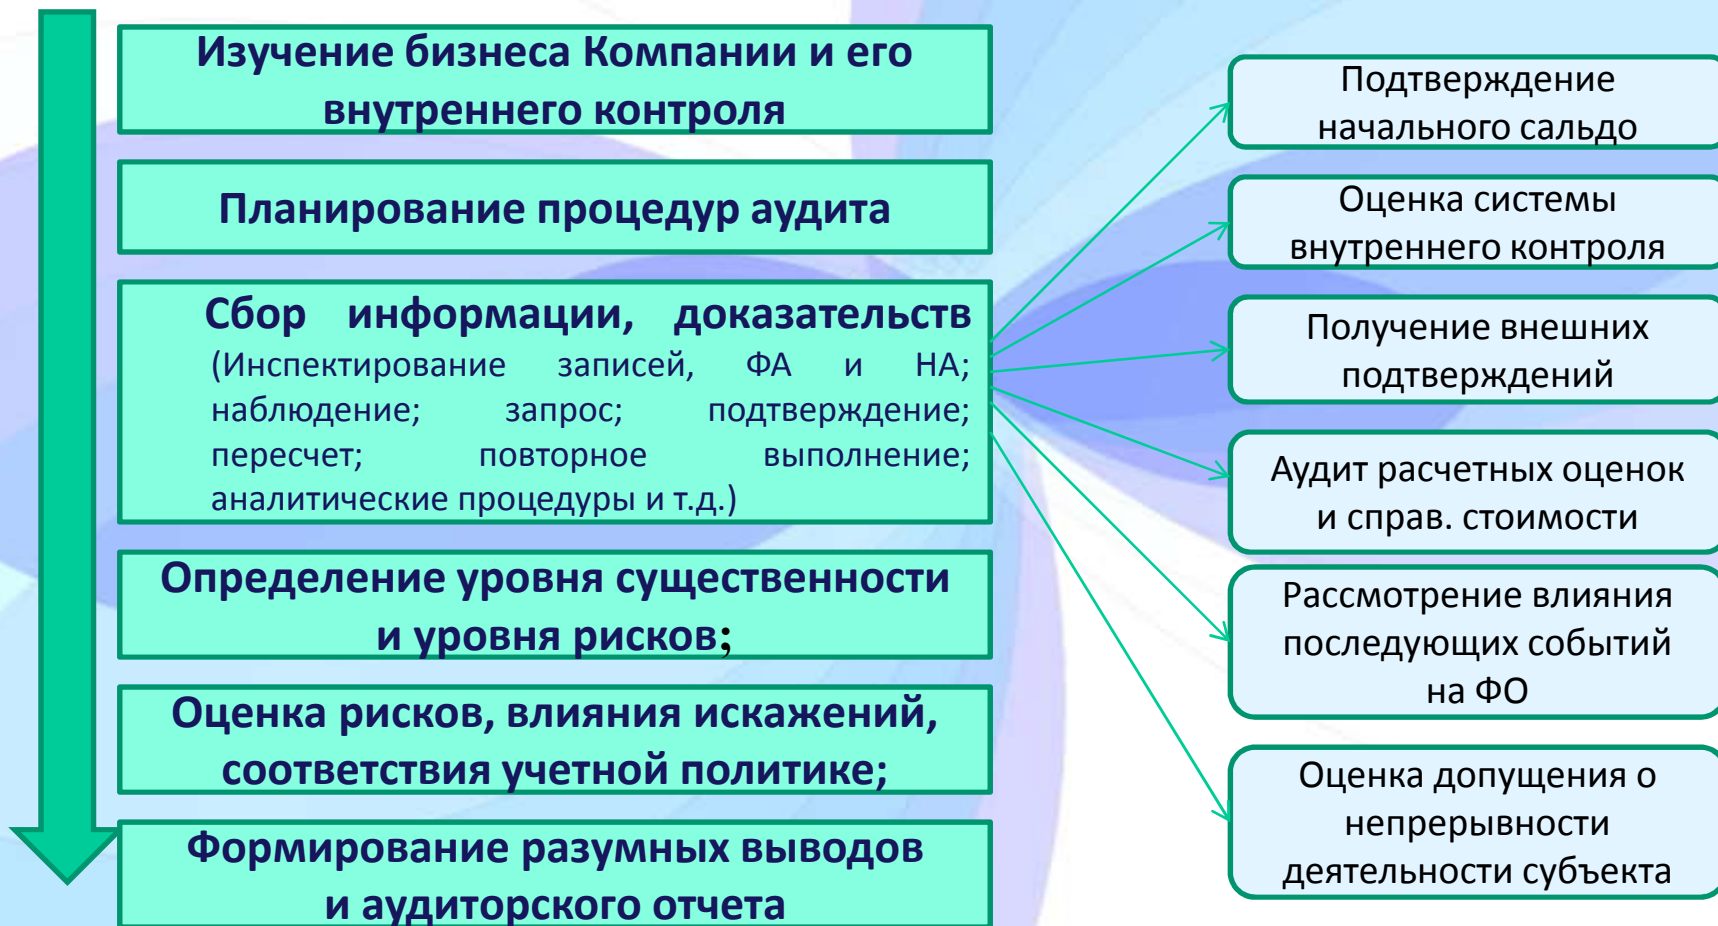 Изучение бизнеса Компании и его
внутреннего контроля
Планирование процедур аудита
Сбор информации, доказательств
(Инспектирование записей, ФА и НА;
наблюдение; запрос; подтверждение;
пересчет; повторное выполнение;
аналитические процедуры и т.д.)
Определение уровня существенности
и уровня рисков;
Оценка рисков, влияния искажений,
соответствия учетной политике;
Формирование разумных выводов
и аудиторского отчета
Подтверждение
начального сальдо
Оценка системы
внутреннего контроля
Получение внешних
подтверждений
Аудит расчетных оценок
и справ. стоимости
Рассмотрение влияния
последующих событий
на ФО
Оценка допущения о
непрерывности
деятельности субъекта